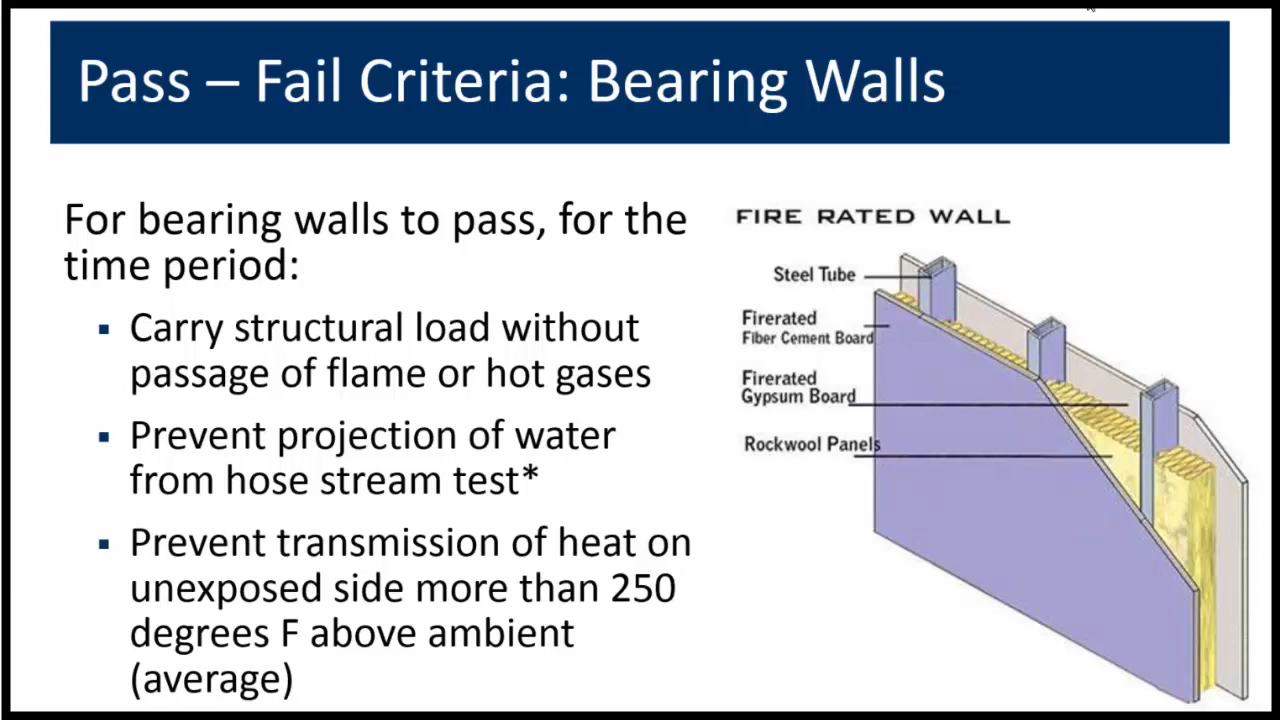 Pass – Fail Criteria: Bearing Walls
For bearing walls to pass, for the
time period:
▪ Carry structural load without
passage of flame or hot gases
▪ Prevent projection of water
from hose stream test*
▪ Prevent transmission of heat on
unexposed side more than 250
degrees F above ambient
(average)
FIRE RATED WALL
Steel Tube
Firerated
Fiber Cement Board
Firerated
Gypsum Board
Rockwool Panels